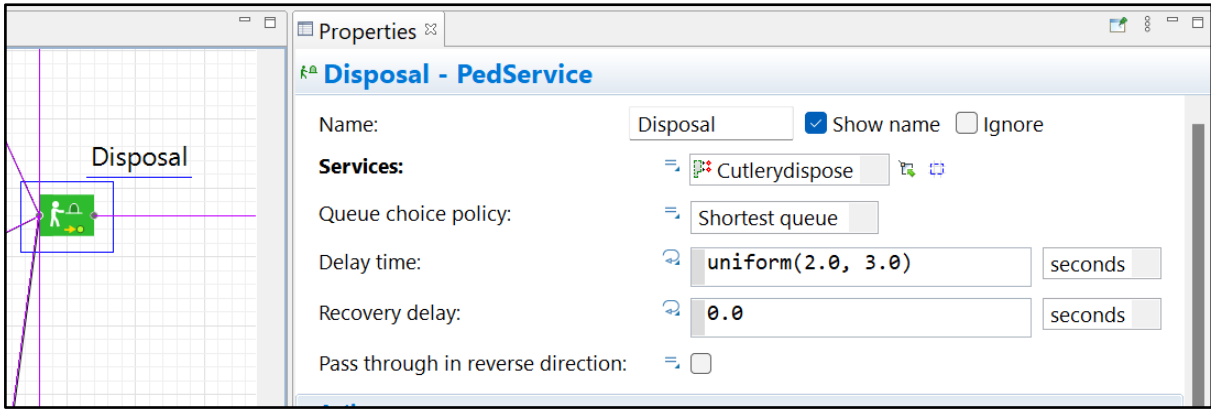 Properties
Disposal - PedService
Name: Disposal Show name Ignore
Disposal
Services: Cutlerydispose
Queue choice policy: Shortest queue
Delay time: uniform(2.0, 3.0) seconds
Recovery delay: 0.0 seconds
Pass through in reverse direction: